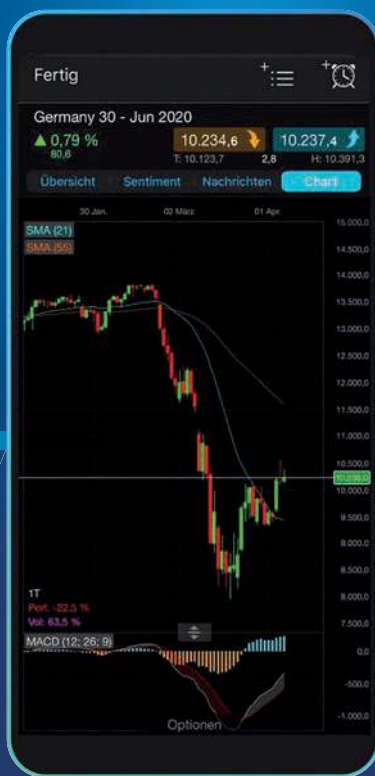 Fertig
Germany 30 - Jun 2020
▲ 0,79 %
80,6
10.234,6
10.237,4
T: 10.123,7
2,8
H: 10.391,3
Übersicht
Sentiment
Nachrichten
Chart
30 Jan.
02 März
01 Apr.
SMA (21)
SMA (55)
15.000,0
14.500,0
14.000,0
13.500,0
13.000,0
12.500,0
12.000,0
11.500,0
11.000,0
10.500,0
10.000,0
9.500,0
9.000,0
8.500,0
8.000,0
7.500,0
1T
Perf: -22,5 %
Vol: 63,5 %
MACD (12; 26; 9)
0,0
-500,0
-1.000,0
Optionen